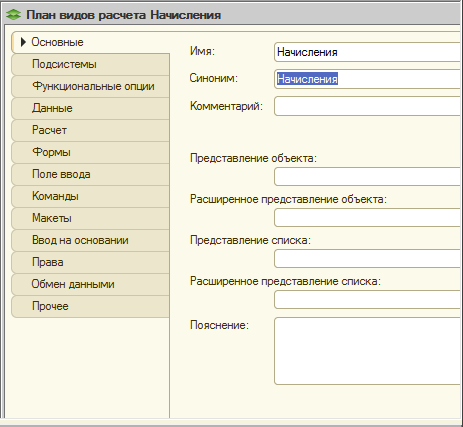 План видов расчета Начисления
Основные
Подсистемы
Функциональные опции
Данные
Расчет
Формы
Поле ввода
Команды
Макеты
Ввод на основании
Права
Обмен данными
Прочее
Имя: Начисления
Синоним: Начисления
Комментарий:
Представление объекта:
Расширенное представление объекта:
Представление списка:
Расширенное представление списка:
Пояснение: